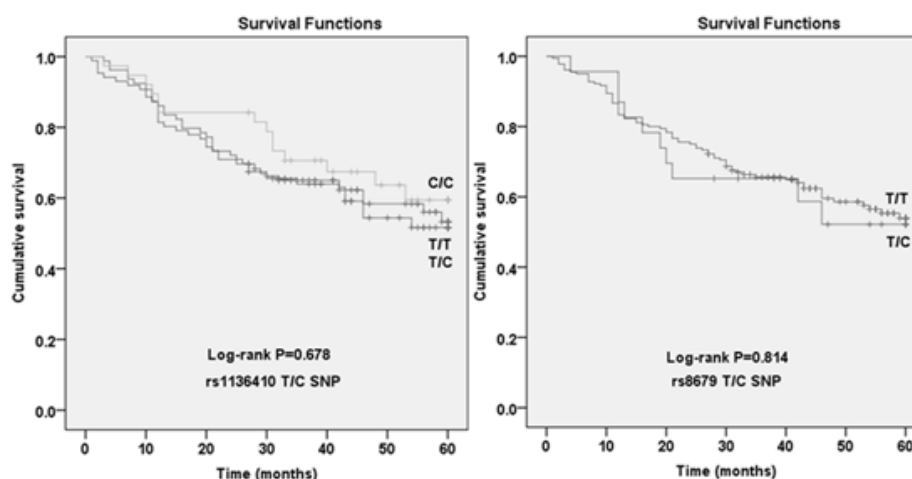 Survival Functions
Cumulative survival
1.0
0.8
0.6
0.4
0.2
0.0
C/C
T/T
T/C
Log-rank P=0.678
rs1136410 T/C SNP
0 10 20 30 40 50 60
Time (months)
Survival Functions
Cumulative survival
1.0
0.8
0.6
0.4
0.2
0.0
T/T
T/C
Log-rank P=0.814
rs8679 T/C SNP
0 10 20 30 40 50 60
Time (months)